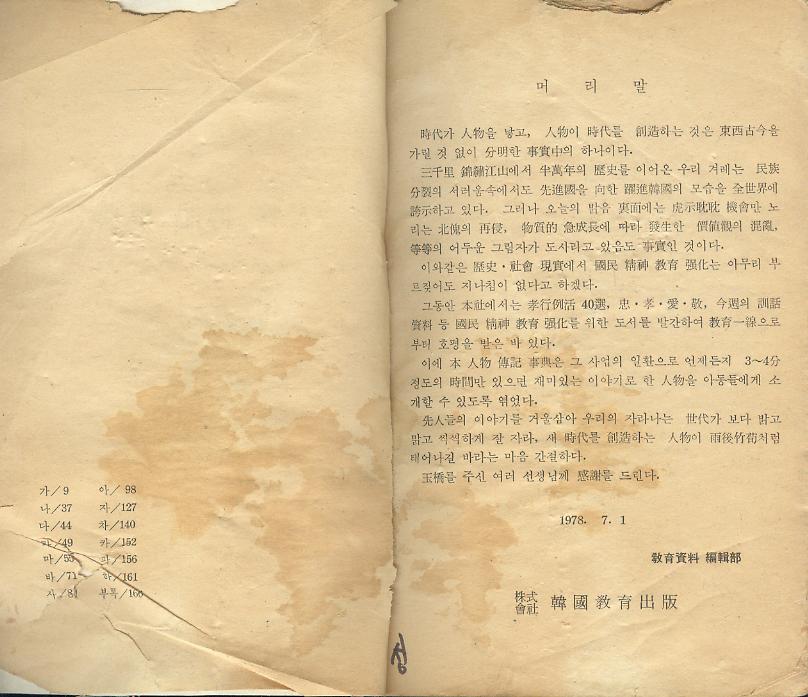 가/9 아/98
나/37 자/127
다/44 차/140
라/49 카/152
마/55 파/156
바/71 하/161
사/81 부록/166
머 리 말
時代가 人物을 낳고, 人物이 時代를 創造하는 것은 東西古今을
가릴 것 없이 分明한 事實中의 하나이다.
三千里 錦繡江山에서 半萬年의 歷史를 이어온 우리 겨레는 民族
分裂의 서러움속에서도 先進國을 向한 躍進韓國의 모습을 全世界에
誇示하고 있다. 그러나 오늘의 밝음 裏面에는 虎示眈眈 機會만 노
리는 北傀의 再侵, 物質的 急成長에 따라 發生한 價値觀의 混亂,
等等의 어두운 그림자가 도사리고 있음도 事實인 것이다.
이와같은 歷史・社會 現實에서 國民 精神 敎育 强化는 아무리 부
르짖어도 지나침이 없다고 하겠다.
그동안 本社에서는 孝行例活 40選, 忠・孝・愛・敬, 今週의 訓話
資料 등 國民 精神 敎育 强化를 위한 도서를 발간하여 敎育一線으로
부터 호평을 받은 바 있다.
이에 本 人物 傳記 事典은 그 사업의 일환으로 언제든지 3~4分
정도의 時間만 있으면 재미있는 이야기로 한 人物을 아동들에게 소
개할 수 있도록 엮었다.
先人들의 이야기를 거울삼아 우리의 자라나는 世代가 보다 밝고
맑고 씩씩하게 잘 자라, 새 時代를 創造하는 人物이 雨後竹筍처럼
태어나길 바라는 마음 간절하다.
玉稿를 주신 여러 선생님께 感謝를 드린다.
1978. 7. 1
敎育資料 編輯部
株式會社 韓國敎育出版